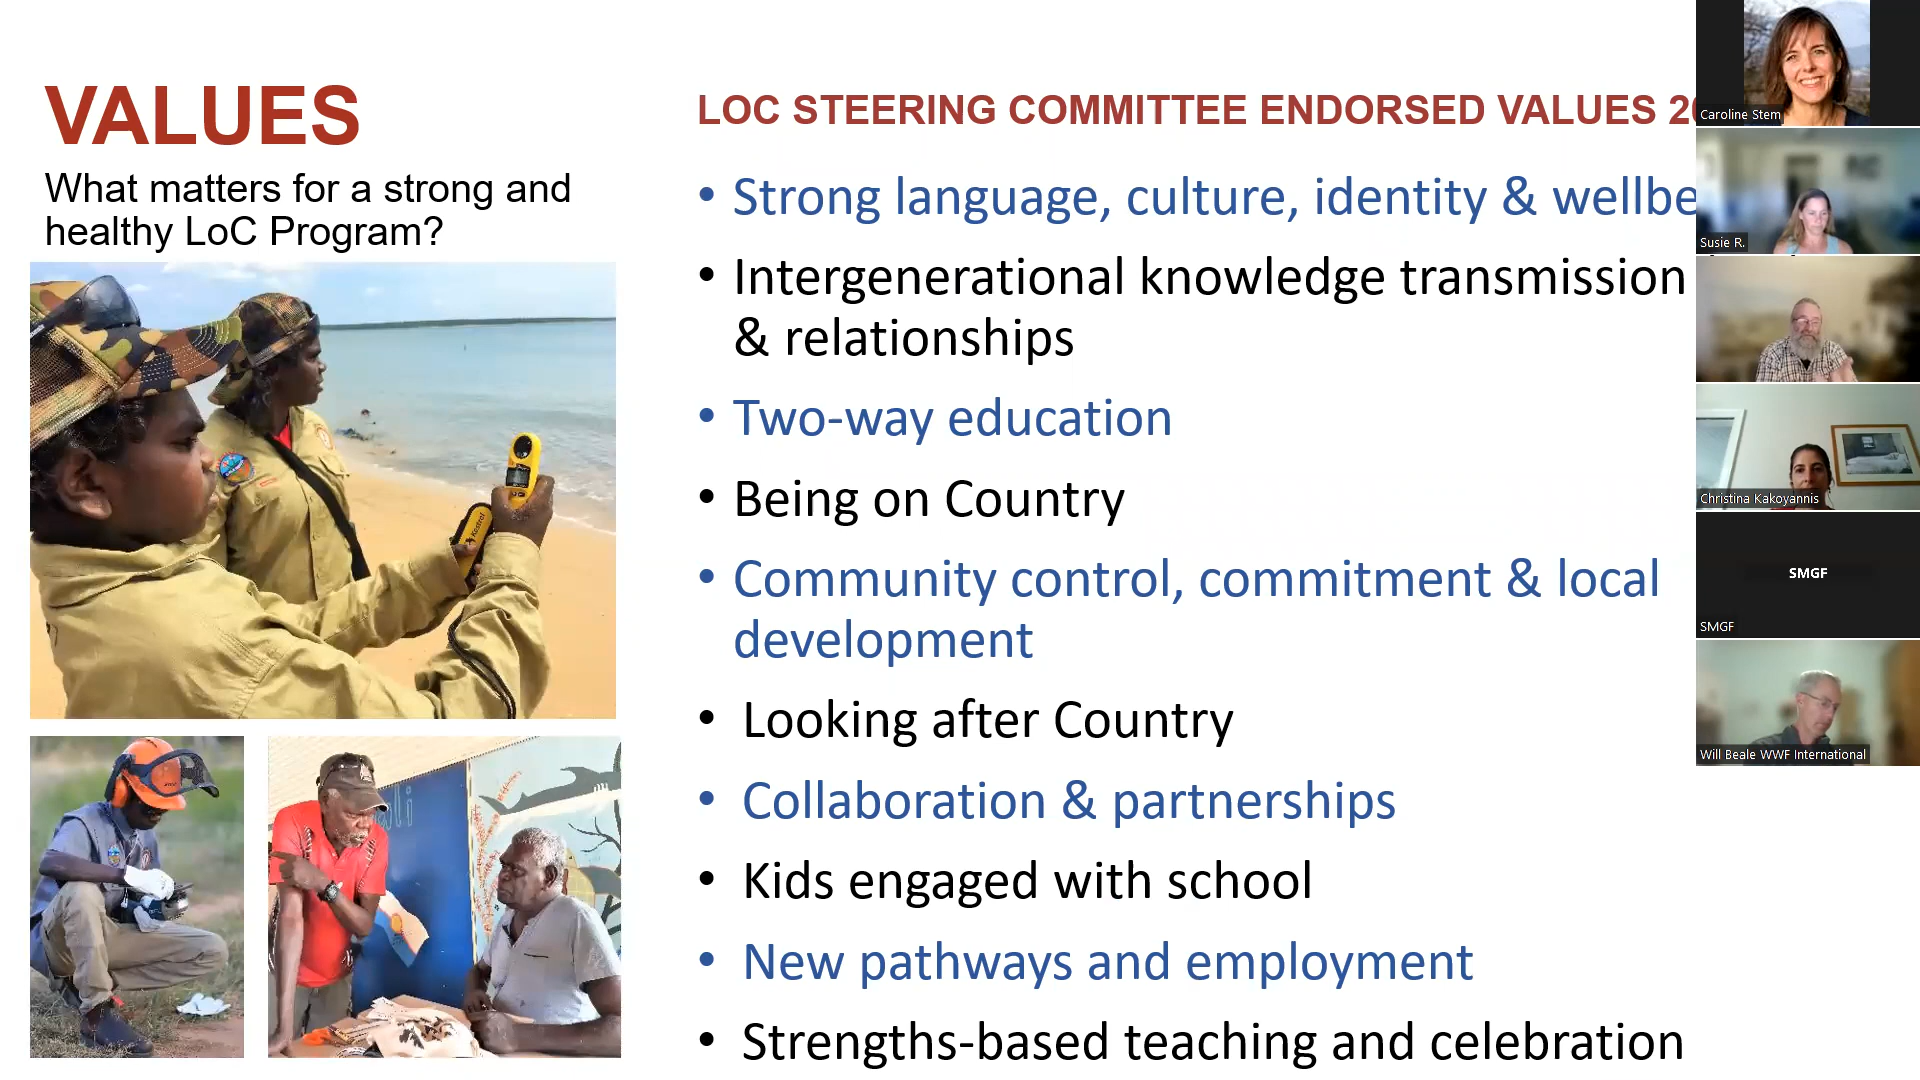 VALUES
What matters for a strong and
healthy LoC Program?
LOC STEERING COMMITTEE ENDORSED VALUES
• Strong language, culture, identity &
• Intergenerational knowledge transmission
& relationships
• Two-way education
• Being on Country
• Community control, commitment & local
development
• Looking after Country
• Collaboration & partnerships
• Kids engaged with school
• New pathways and employment
• Strengths-based teaching and celebration
Kestrel
Caroline Stem
Susie R.
Christina Kakoyannis
SMGF
SMGF
Will Beale WWF International